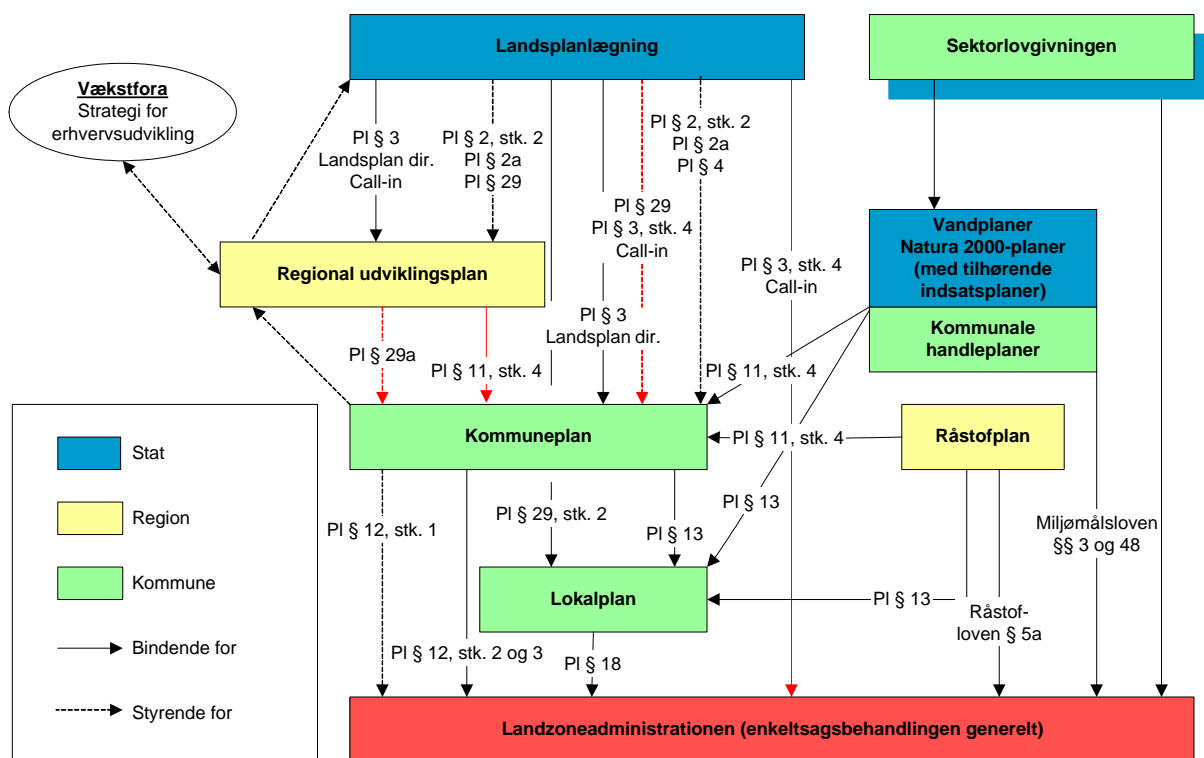 Landsplanlægning
Sektorlovgivningen
Vækstfora
Strategi for
erhvervsudvikling
Pl § 3
Landsplan dir.
Call-in
Pl § 2, stk. 2
Pl § 2a
Pl § 29
Pl § 2, stk. 2
Pl § 2a
Pl § 4
Pl § 29
Pl § 3, stk. 4
Call-in
Pl § 3, stk. 4
Call-in
Vandplaner
Natura 2000-planer
(med tilhørende
indsatsplaner)
Regional udviklingsplan
Pl § 3
Landsplan dir.
Kommunale
handleplaner
Pl § 29a
Pl § 11, stk. 4
Pl § 11, stk. 4
Kommuneplan
Pl § 11, stk. 4
Råstofplan
Stat
Region
Kommune
Bindende for
Styrende for
Pl § 12, stk. 1
Pl § 29, stk. 2
Pl § 13
Pl § 13
Miljømålsloven
§§ 3 og 48
Lokalplan
Pl § 13
Råstof-
loven § 5a
Pl § 12, stk. 2 og 3
Pl § 18
Landzoneadministrationen (enkeltsagsbehandlingen generelt)